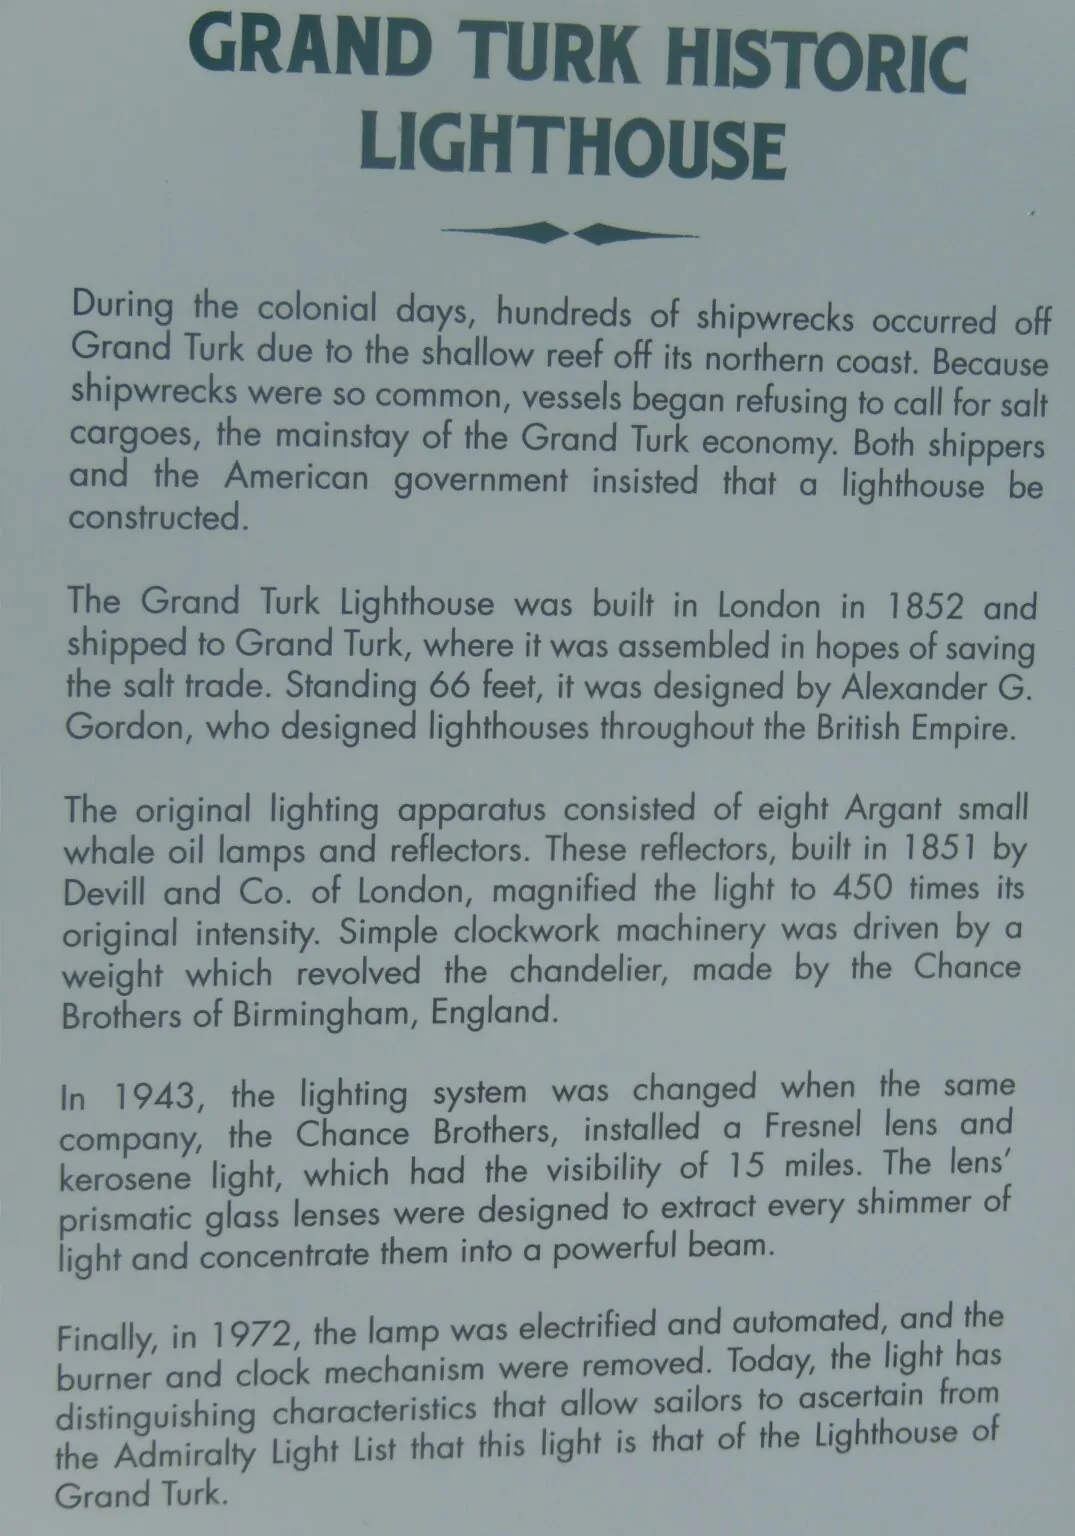 GRAND TURK HISTORIC
LIGHTHOUSE
During the colonial days, hundreds of shipwrecks occurred off
Grand Turk due to the shallow reef off its northern coast. Because
shipwrecks were so common, vessels began refusing to call for salt
cargoes, the mainstay of the Grand Turk economy. Both shippers
and the American government insisted that a lighthouse be
constructed.
The Grand Turk Lighthouse was built in London in 1852 and
shipped to Grand Turk, where it was assembled in hopes of saving
the salt trade. Standing 66 feet, it was designed by Alexander G.
Gordon, who designed lighthouses throughout the British Empire.
The original lighting apparatus consisted of eight Argant small
whale oil lamps and reflectors. These reflectors, built in 1851 by
Devill and Co. of London, magnified the light to 450 times its
original intensity. Simple clockwork machinery was driven by a
weight which revolved the chandelier, made by the Chance
Brothers of Birmingham, England.
In 1943, the lighting system was changed when the same
company, the Chance Brothers, installed a Fresnel lens and
kerosene light, which had the visibility of 15 miles. The lens'
prismatic glass lenses were designed to extract every shimmer of
light and concentrate them into a powerful beam.
Finally, in 1972, the lamp was electrified and automated, and the
burner and clock mechanism were removed. Today, the light has
distinguishing characteristics that allow sailors to ascertain from
the Admiralty Light List that this light is that of the Lighthouse of
Grand Turk.